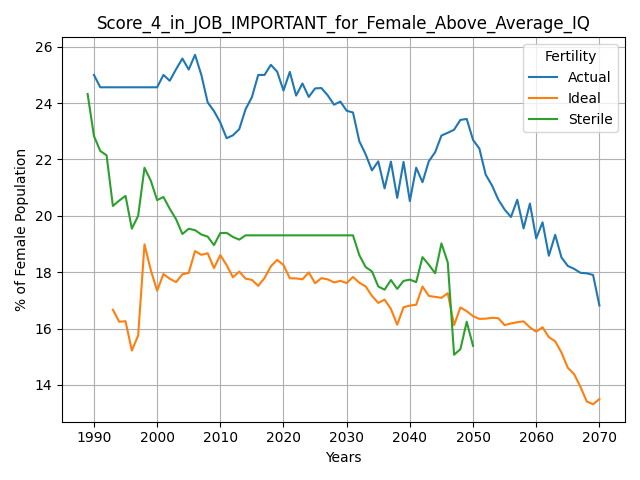 Score_4_in_JOB_IMPORTANT_for_Female_Above_Average_IQ
Fertility
Actual
Ideal
Sterile
% of Female Population
26
24
22
20
18
16
14
1990 2000 2010 2020 2030 2040 2050 2060 2070
Years